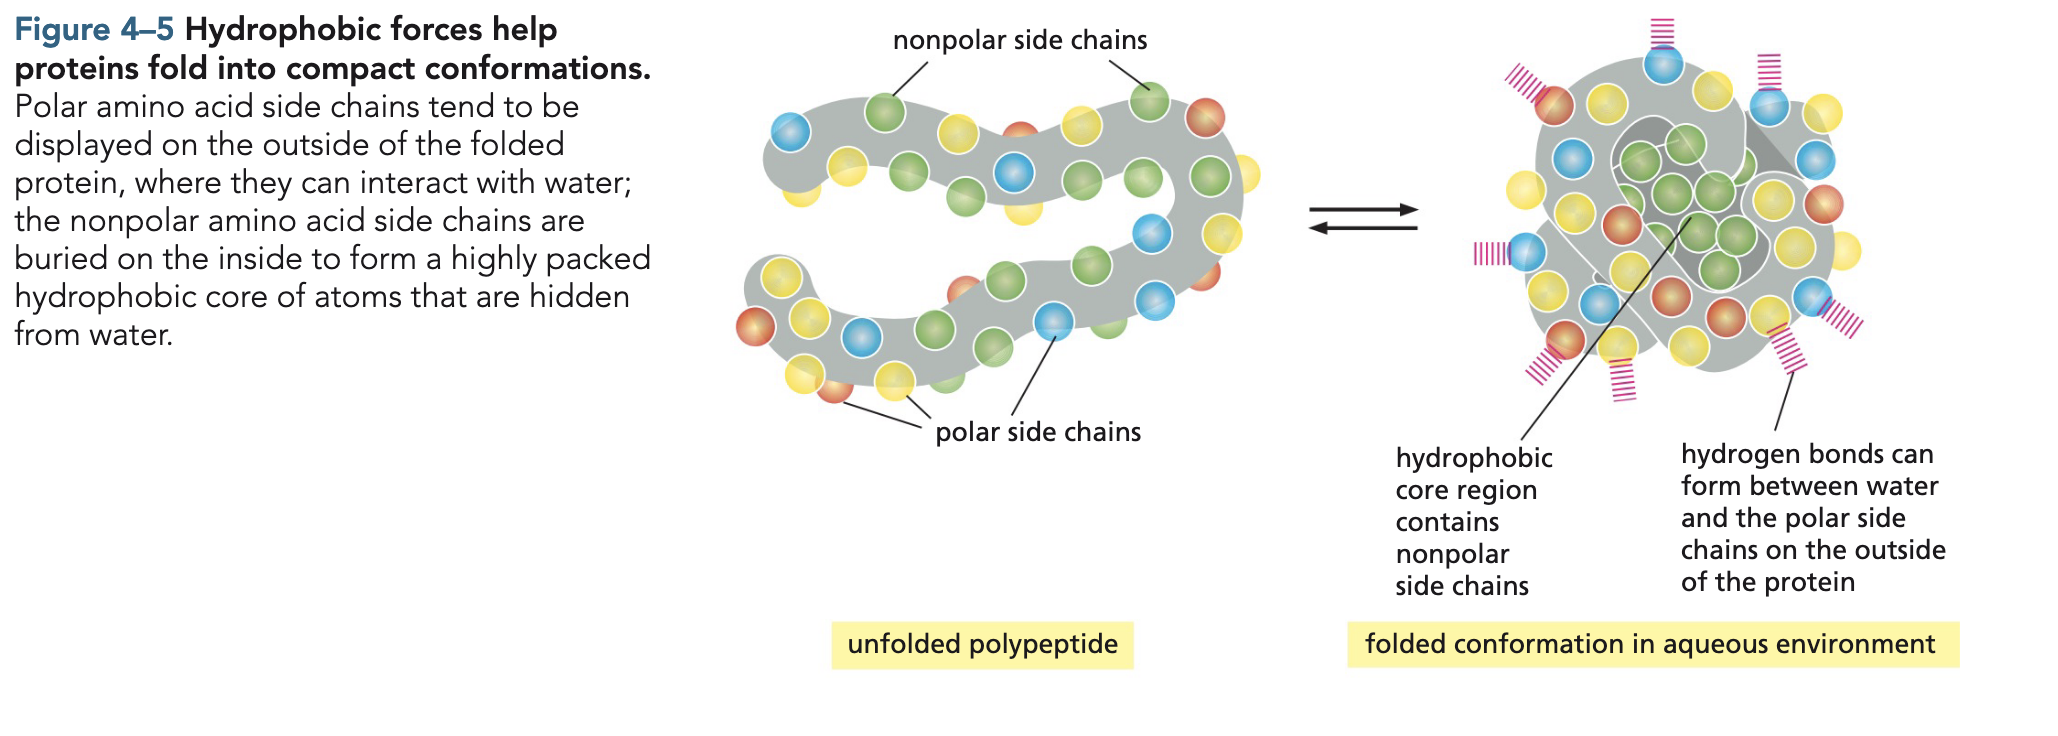 Figure 4–5 Hydrophobic forces help
proteins fold into compact conformations.
Polar amino acid side chains tend to be
displayed on the outside of the folded
protein, where they can interact with water;
the nonpolar amino acid side chains are
buried on the inside to form a highly packed
hydrophobic core of atoms that are hidden
from water.
nonpolar side chains
polar side chains
unfolded polypeptide
hydrophobic
core region
contains
nonpolar
side chains
hydrogen bonds can
form between water
and the polar side
chains on the outside
of the protein
folded conformation in aqueous environment